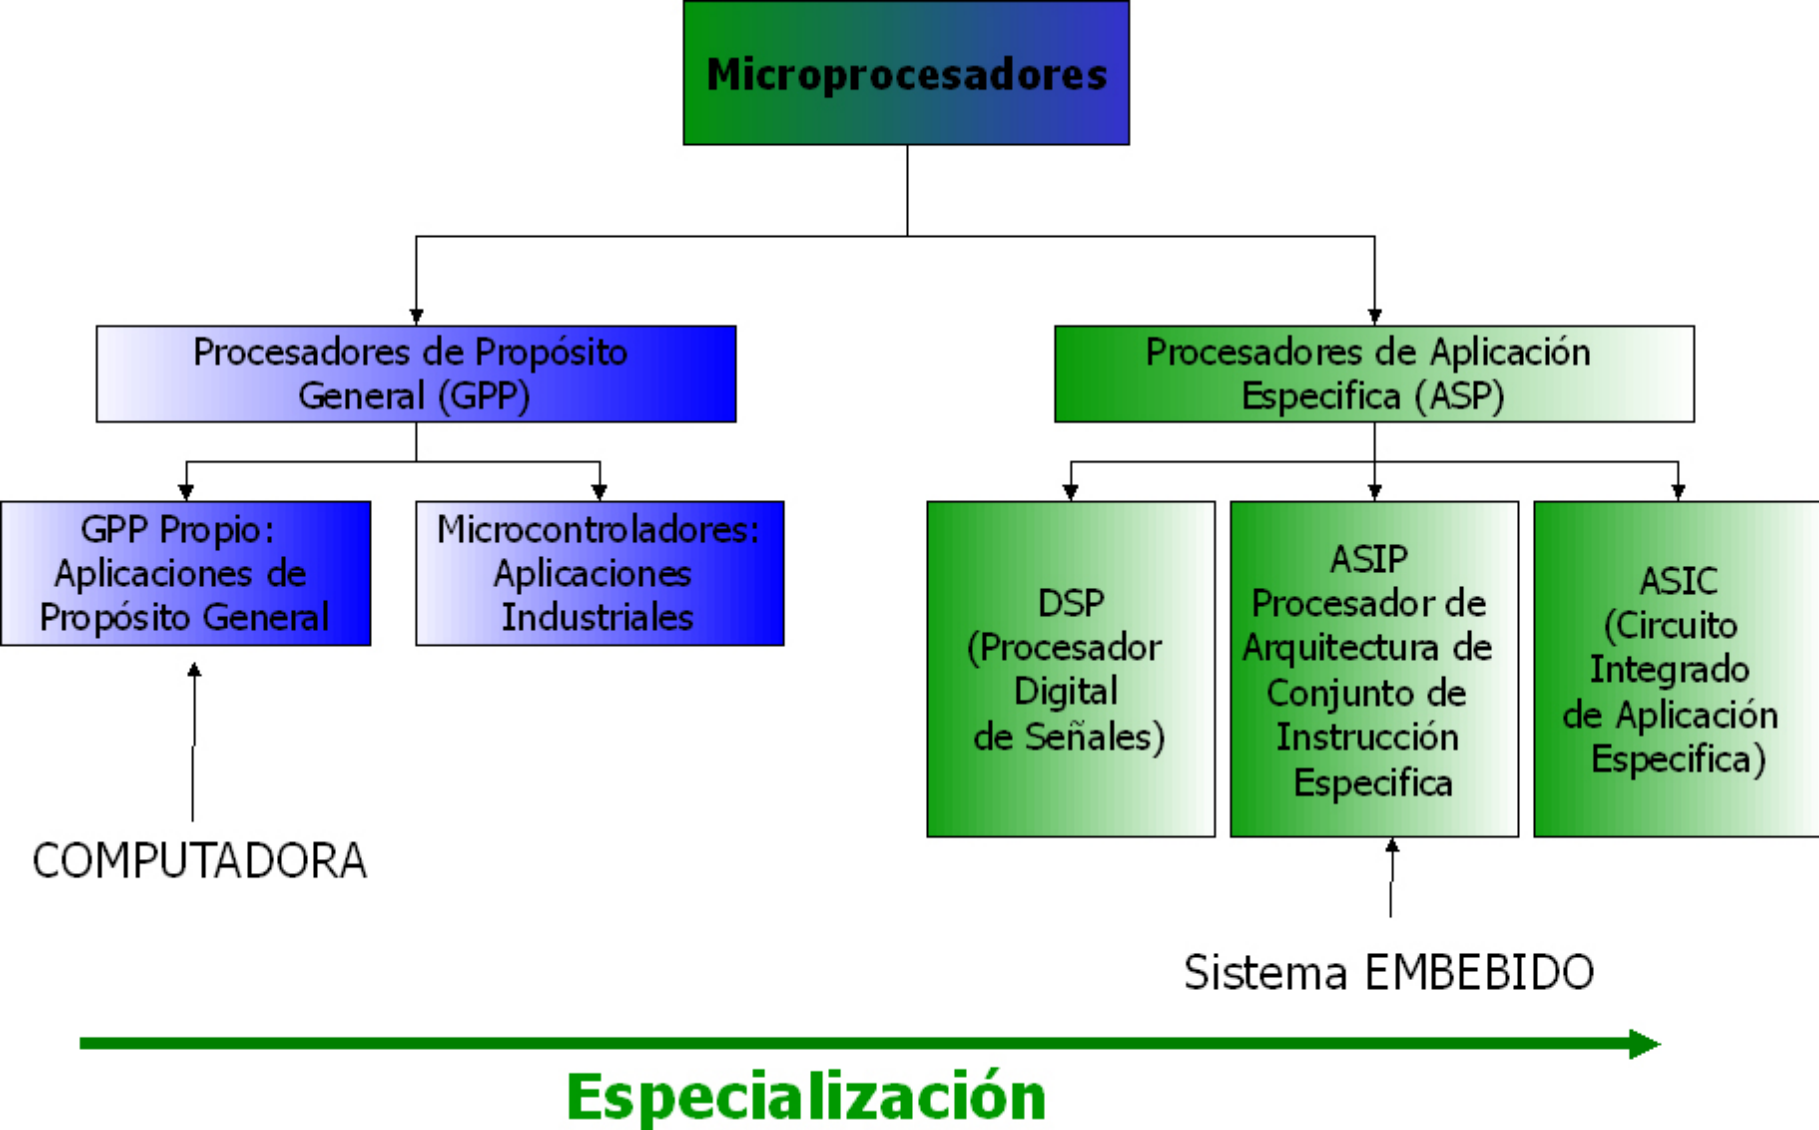 Microprocesadores
Procesadores de Propósito
General (GPP)
Procesadores de Aplicación
Especifica (ASP)
GPP Propio:
Aplicaciones de
Propósito General
Microcontroladores:
Aplicaciones
Industriales
DSP
(Procesador
Digital
de Señales)
ASIP
Procesador de
Arquitectura de
Conjunto de
Instrucción
Especifica
ASIC
(Circuito
Integrado
de Aplicación
Especifica)
COMPUTADORA
Sistema EMBEBIDO
Especialización